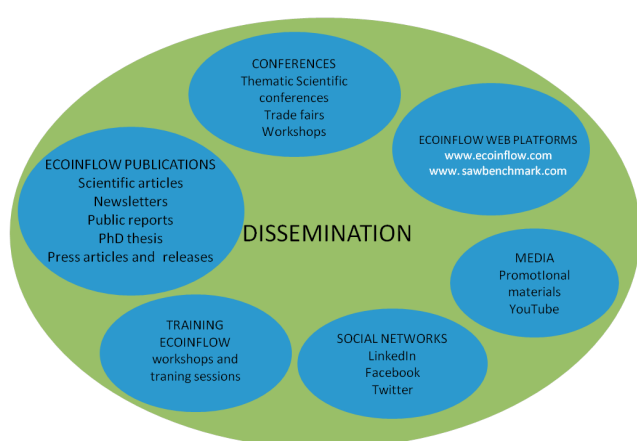 CONFERENCES
Thematic Scientific
conferences
Trade fairs
Workshops
ECOINFLOW WEB PLATFORMS
www.ecoinflow.com
www.sawbenchmark.com
ECOINFLOW PUBLICATIONS
Scientific articles
Newsletters
Public reports
PhD thesis
Press articles and releases
DISSEMINATION
MEDIA
Promotional
materials
YouTube
TRAINING
ECOINFLOW
workshops and
traning sessions
SOCIAL NETWORKS
LinkedIn
Facebook
Twitter